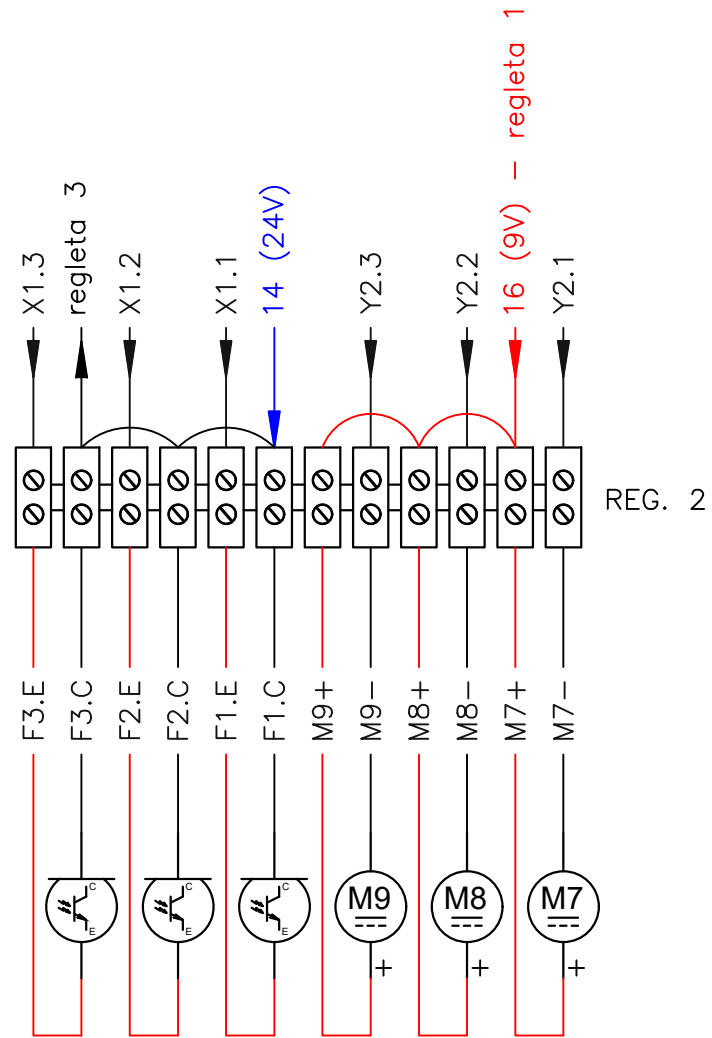 X1.3
regleta 3
X1.2
X1.1
14 (24V)
Y2.3
Y2.2
16 (9V) – regleta 1
Y2.1
REG. 2
F3.E
F3.C
F2.E
F2.C
F1.E
F1.C
M9+
M9-
M8+
M8-
M7+
M7-
C
E
C
E
C
E
M9
+
M8
+
M7
+